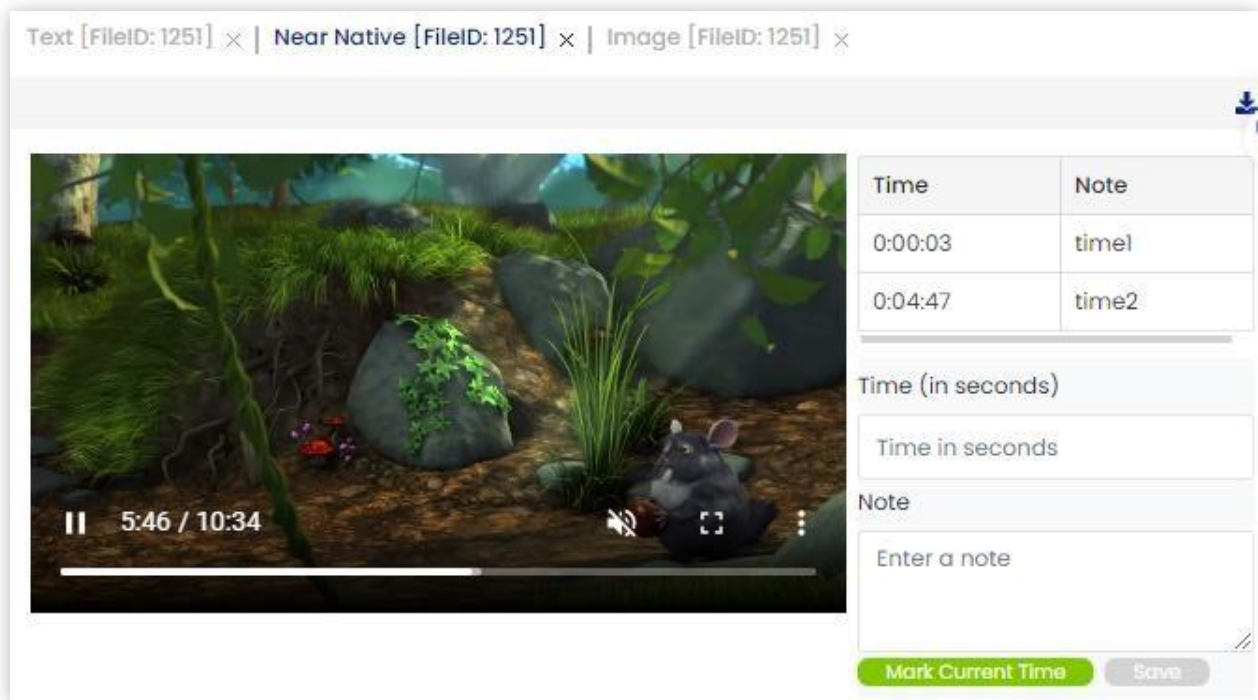 Text [FileID: 1251] × | Near Native [FileID: 1251] × | Image [FileID: 1251] ×
Time Note
0:00:03 time1
0:04:47 time2
Time (in seconds)
Time in seconds
Note
Enter a note
5:46 / 10:34
Mark Current Time Save